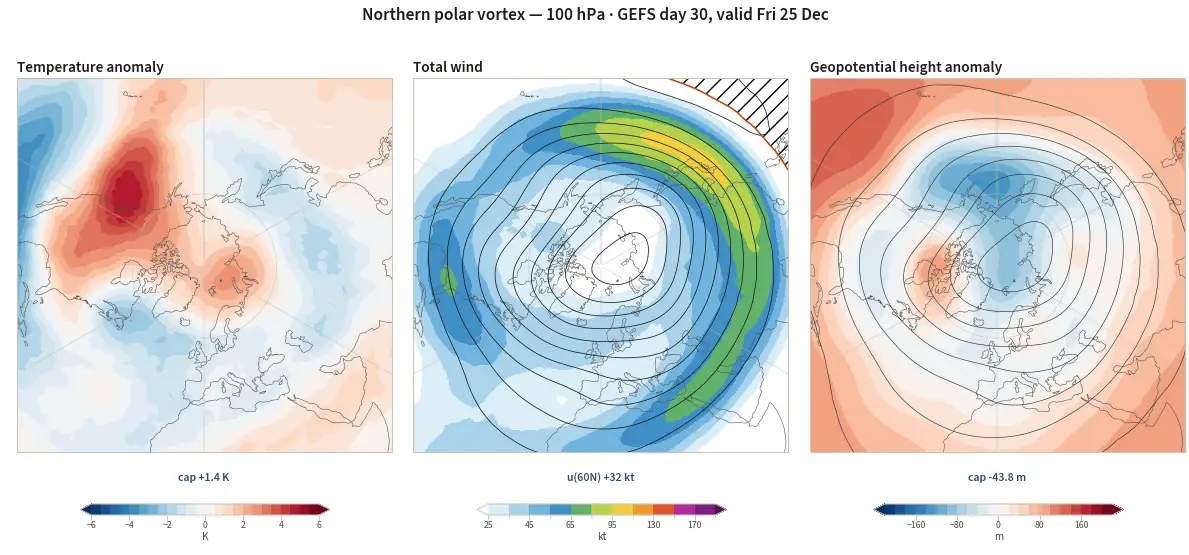 Northern polar vortex — 100 hPa · GEFS day 30, valid Fri 25 Dec
Temperature anomaly
Total wind
Geopotential height anomaly
cap +1.4 K
u(60N) +32 kt
cap -43.8 m
−6 −4 −2 0 2 4 6
K
25 45 65 95 130 170
kt
−160 −80 0 80 160
m